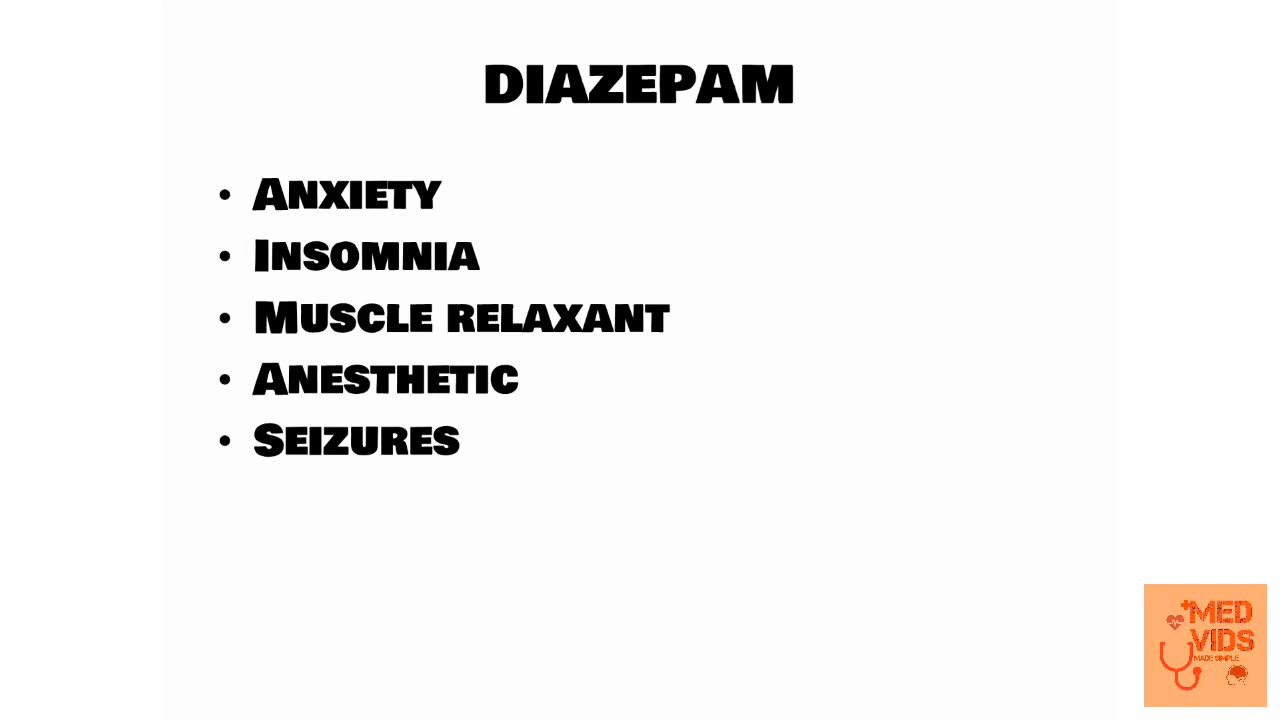 DIAZEPAM
• ANXIETY
• INSOMNIA
• MUSCLE RELAXANT
• ANESTHETIC
• SEIZURES
MED
VIDS
MADE SIMPLE